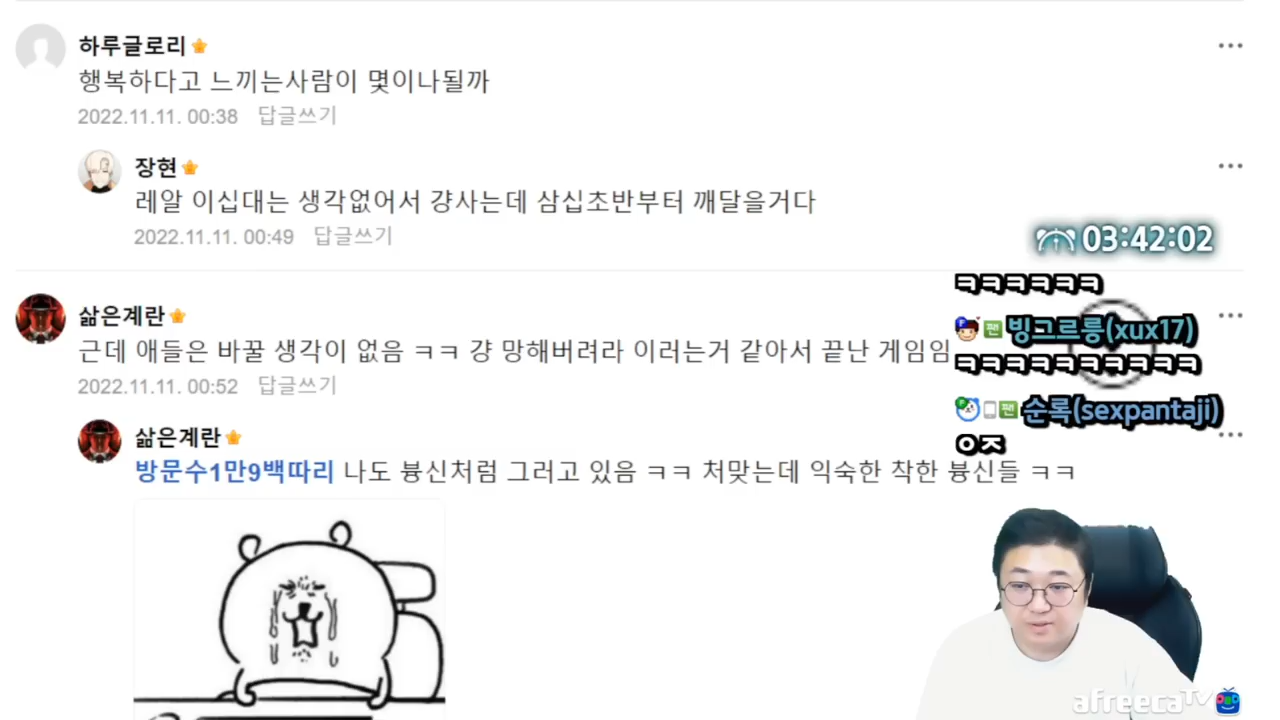 하루글로리
행복하다고 느끼는사람이 몇이나될까
2022.11.11. 00:38 답글쓰기
장현
레알 이십대는 생각없어서 걍사는데 삼십초반부터 깨달을거다
2022.11.11. 00:49 답글쓰기
03:42:02
삶은계란
근데 애들은 바꿀 생각이 없음 ㅋㅋ 걍 망해버려라 이러는거 같아서 끝난 게임임
2022.11.11. 00:52 답글쓰기
ㅋㅋㅋㅋㅋㅋ
팬 빙그르릉(xux17)
ㅋㅋㅋㅋㅋㅋㅋㅋㅋㅋ
팬 순록(sexpantaji)
ㅇㅈ
삶은계란
방문수1만9백따리 나도 븅신처럼 그러고 있음 ㅋㅋ 처맞는데 익숙한 착한 븅신들 ㅋㅋ
afreecaTV